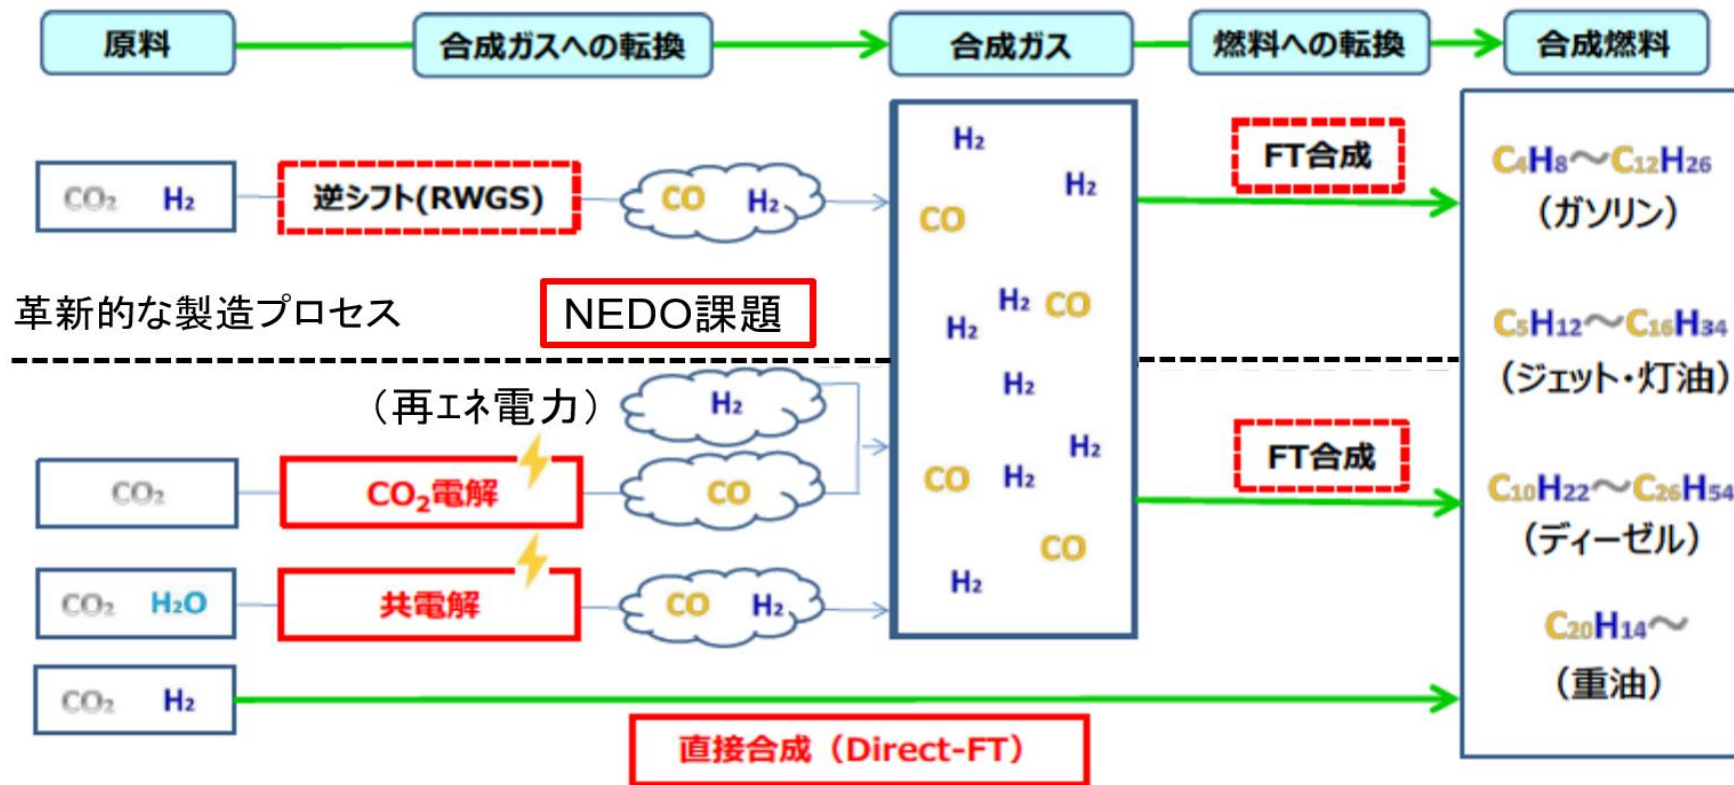 原料 合成ガスへの転換 合成ガス 燃料への転換 合成燃料
CO₂ H₂ 逆シフト(RWGS) CO H₂
H₂
H₂
CO
H₂ CO
H₂
H₂
H₂
CO H₂
CO
H₂
FT合成
C₄H₈～C₁₂H₂₆
（ガソリン）
革新的な製造プロセス NEDO課題
C₅H₁₂～C₁₆H₃₄
（ジェット・灯油）
（再エネ電力） H₂
CO₂ CO₂電解 CO
FT合成
C₁₀H₂₂～C₂₆H₅₄
（ディーゼル）
CO₂ H₂O 共電解 CO H₂
C₂₀H₁₄～
（重油）
CO₂ H₂
直接合成（Direct-FT）